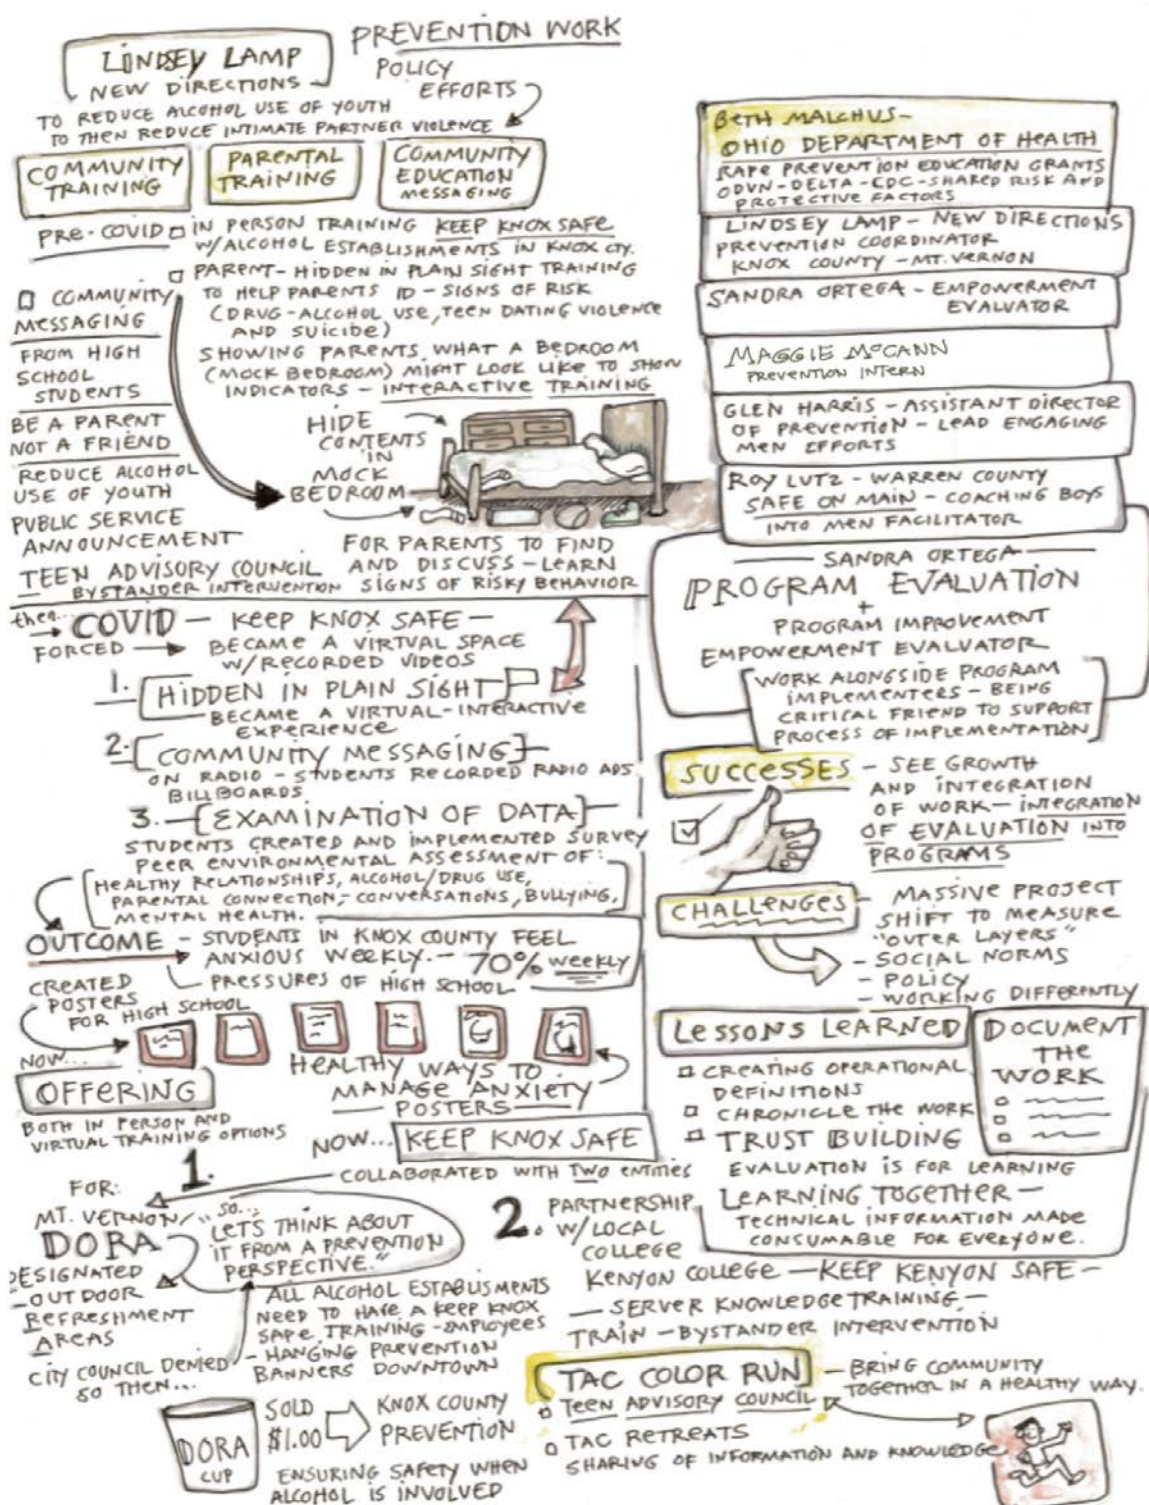 LINDSEY LAMP
NEW DIRECTIONS
PREVENTION WORK
POLICY
EFFORTS
TO REDUCE ALCOHOL USE OF YOUTH
TO THEN REDUCE INTIMATE PARTNER VIOLENCE
COMMUNITY
TRAINING
PARENTAL
TRAINING
COMMUNITY
EDUCATION
MESSAGING
PRE-COVID
IN PERSON TRAINING KEEP KNOX SAFE
W/ALCOHOL ESTABLISHMENTS IN KNOX CTY.
PARENT-HIDDEN IN PLAIN SIGHT TRAINING
TO HELP PARENTS ID-SIGNS OF RISK
(DRUG-ALCOHOL USE, TEEN DATING VIOLENCE
AND SUICIDE)
SHOWING PARENTS WHAT A BEDROOM
(MOCK BEDROOM) MIGHT LOOK LIKE TO SHOW
INDICATORS - INTERACTIVE TRAINING
COMMUNITY
MESSAGING
FROM HIGH
SCHOOL
STUDENTS
BE A PARENT
NOT A FRIEND
REDUCE ALCOHOL
USE OF YOUTH
PUBLIC SERVICE
ANNOUNCEMENT
TEEN ADVISORY COUNCIL
BYSTANDER INTERVENTION
HIDE
CONTENTS
IN
MOCK
BEDROOM
FOR PARENTS TO FIND
AND DISCUSS - LEARN
SIGNS OF RISKY BEHAVIOR
then...
COVID - KEEP KNOX SAFE -
FORCED
BECAME A VIRTUAL SPACE
W/RECORDED VIDEOS
1. HIDDEN IN PLAIN SIGHT
BECAME A VIRTUAL-INTERACTIVE
EXPERIENCE
2. COMMUNITY MESSAGING
ON RADIO - STUDENTS RECORDED RADIO ADS
BILLBOARDS
3. EXAMINATION OF DATA
STUDENTS CREATED AND IMPLEMENTED SURVEY
PEER ENVIRONMENTAL ASSESSMENT OF:
HEALTHY RELATIONSHIPS, ALCOHOL/DRUG USE,
PARENTAL CONNECTION-CONVERSATIONS, BULLYING,
MENTAL HEALTH.
OUTCOME - STUDENTS IN KNOX COUNTY FEEL
ANXIOUS WEEKLY. - 70% WEEKLY
PRESSURES OF HIGH SCHOOL
CREATED
POSTERS
FOR HIGH SCHOOL
HEALTHY WAYS TO
MANAGE ANXIETY
POSTERS
NOW...
OFFERING
BOTH IN PERSON AND
VIRTUAL TRAINING OPTIONS
NOW... KEEP KNOX SAFE
COLLABORATED WITH TWO ENTITIES
1.
FOR:
MT. VERNON
DORA
DESIGNATED
OUTDOOR
REFRESHMENT
AREAS
CITY COUNCIL DENIED
SO THEN...
"SO...
LETS THINK ABOUT
IT FROM A PREVENTION
PERSPECTIVE."
ALL ALCOHOL ESTABLISMENTS
NEED TO HAVE A KEEP KNOX
SAFE TRAINING-EMPLOYEES
- HANGING PREVENTION
BANNERS DOWNTOWN
DORA
CUP
SOLD
$1.00
KNOX COUNTY
PREVENTION
ENSURING SAFETY WHEN
ALCOHOL IS INVOLVED
BETH MALCHUS-
OHIO DEPARTMENT OF HEALTH
RAPE PREVENTION EDUCATION GRANTS
ODVN-DELTA-CDC-SHARED RISK AND
PROTECTIVE FACTORS
LINDSEY LAMP - NEW DIRECTIONS
PREVENTION COORDINATOR
KNOX COUNTY - MT. VERNON
SANDRA ORTEGA - EMPOWERMENT
EVALUATOR
MAGGIE MCCANN
PREVENTION INTERN
GLEN HARRIS - ASSISTANT DIRECTOR
OF PREVENTION - LEAD ENGAGING
MEN EFFORTS
ROY LUTZ - WARREN COUNTY
SAFE ON MAIN - COACHING BOYS
INTO MEN FACILITATOR
SANDRA ORTEGA
PROGRAM EVALUATION
+
PROGRAM IMPROVEMENT
EMPOWERMENT EVALUATOR
WORK ALONGSIDE PROGRAM
IMPLEMENTERS - BEING
CRITICAL FRIEND TO SUPPORT
PROCESS OF IMPLEMENTATION
SUCCESSES - SEE GROWTH
AND INTEGRATION
OF WORK - INTEGRATION
OF EVALUATION INTO
PROGRAMS
CHALLENGES - MASSIVE PROJECT
SHIFT TO MEASURE
"OUTER LAYERS"
- SOCIAL NORMS
- POLICY
- WORKING DIFFERENTLY
LESSONS LEARNED
CREATING OPERATIONAL
DEFINITIONS
CHRONICLE THE WORK
TRUST BUILDING
EVALUATION IS FOR LEARNING
LEARNING TOGETHER -
TECHNICAL INFORMATION MADE
CONSUMABLE FOR EVERYONE.
DOCUMENT
THE
WORK
2. PARTNERSHIP
W/LOCAL
COLLEGE
KENYON COLLEGE - KEEP KENYON SAFE -
- SERVER KNOWLEDGE TRAINING -
TRAIN - BYSTANDER INTERVENTION
TAC COLOR RUN - BRING COMMUNITY
TOGETHER IN A HEALTHY WAY.
TEEN ADVISORY COUNCIL
TAC RETREATS
SHARING OF INFORMATION AND KNOWLEDGE